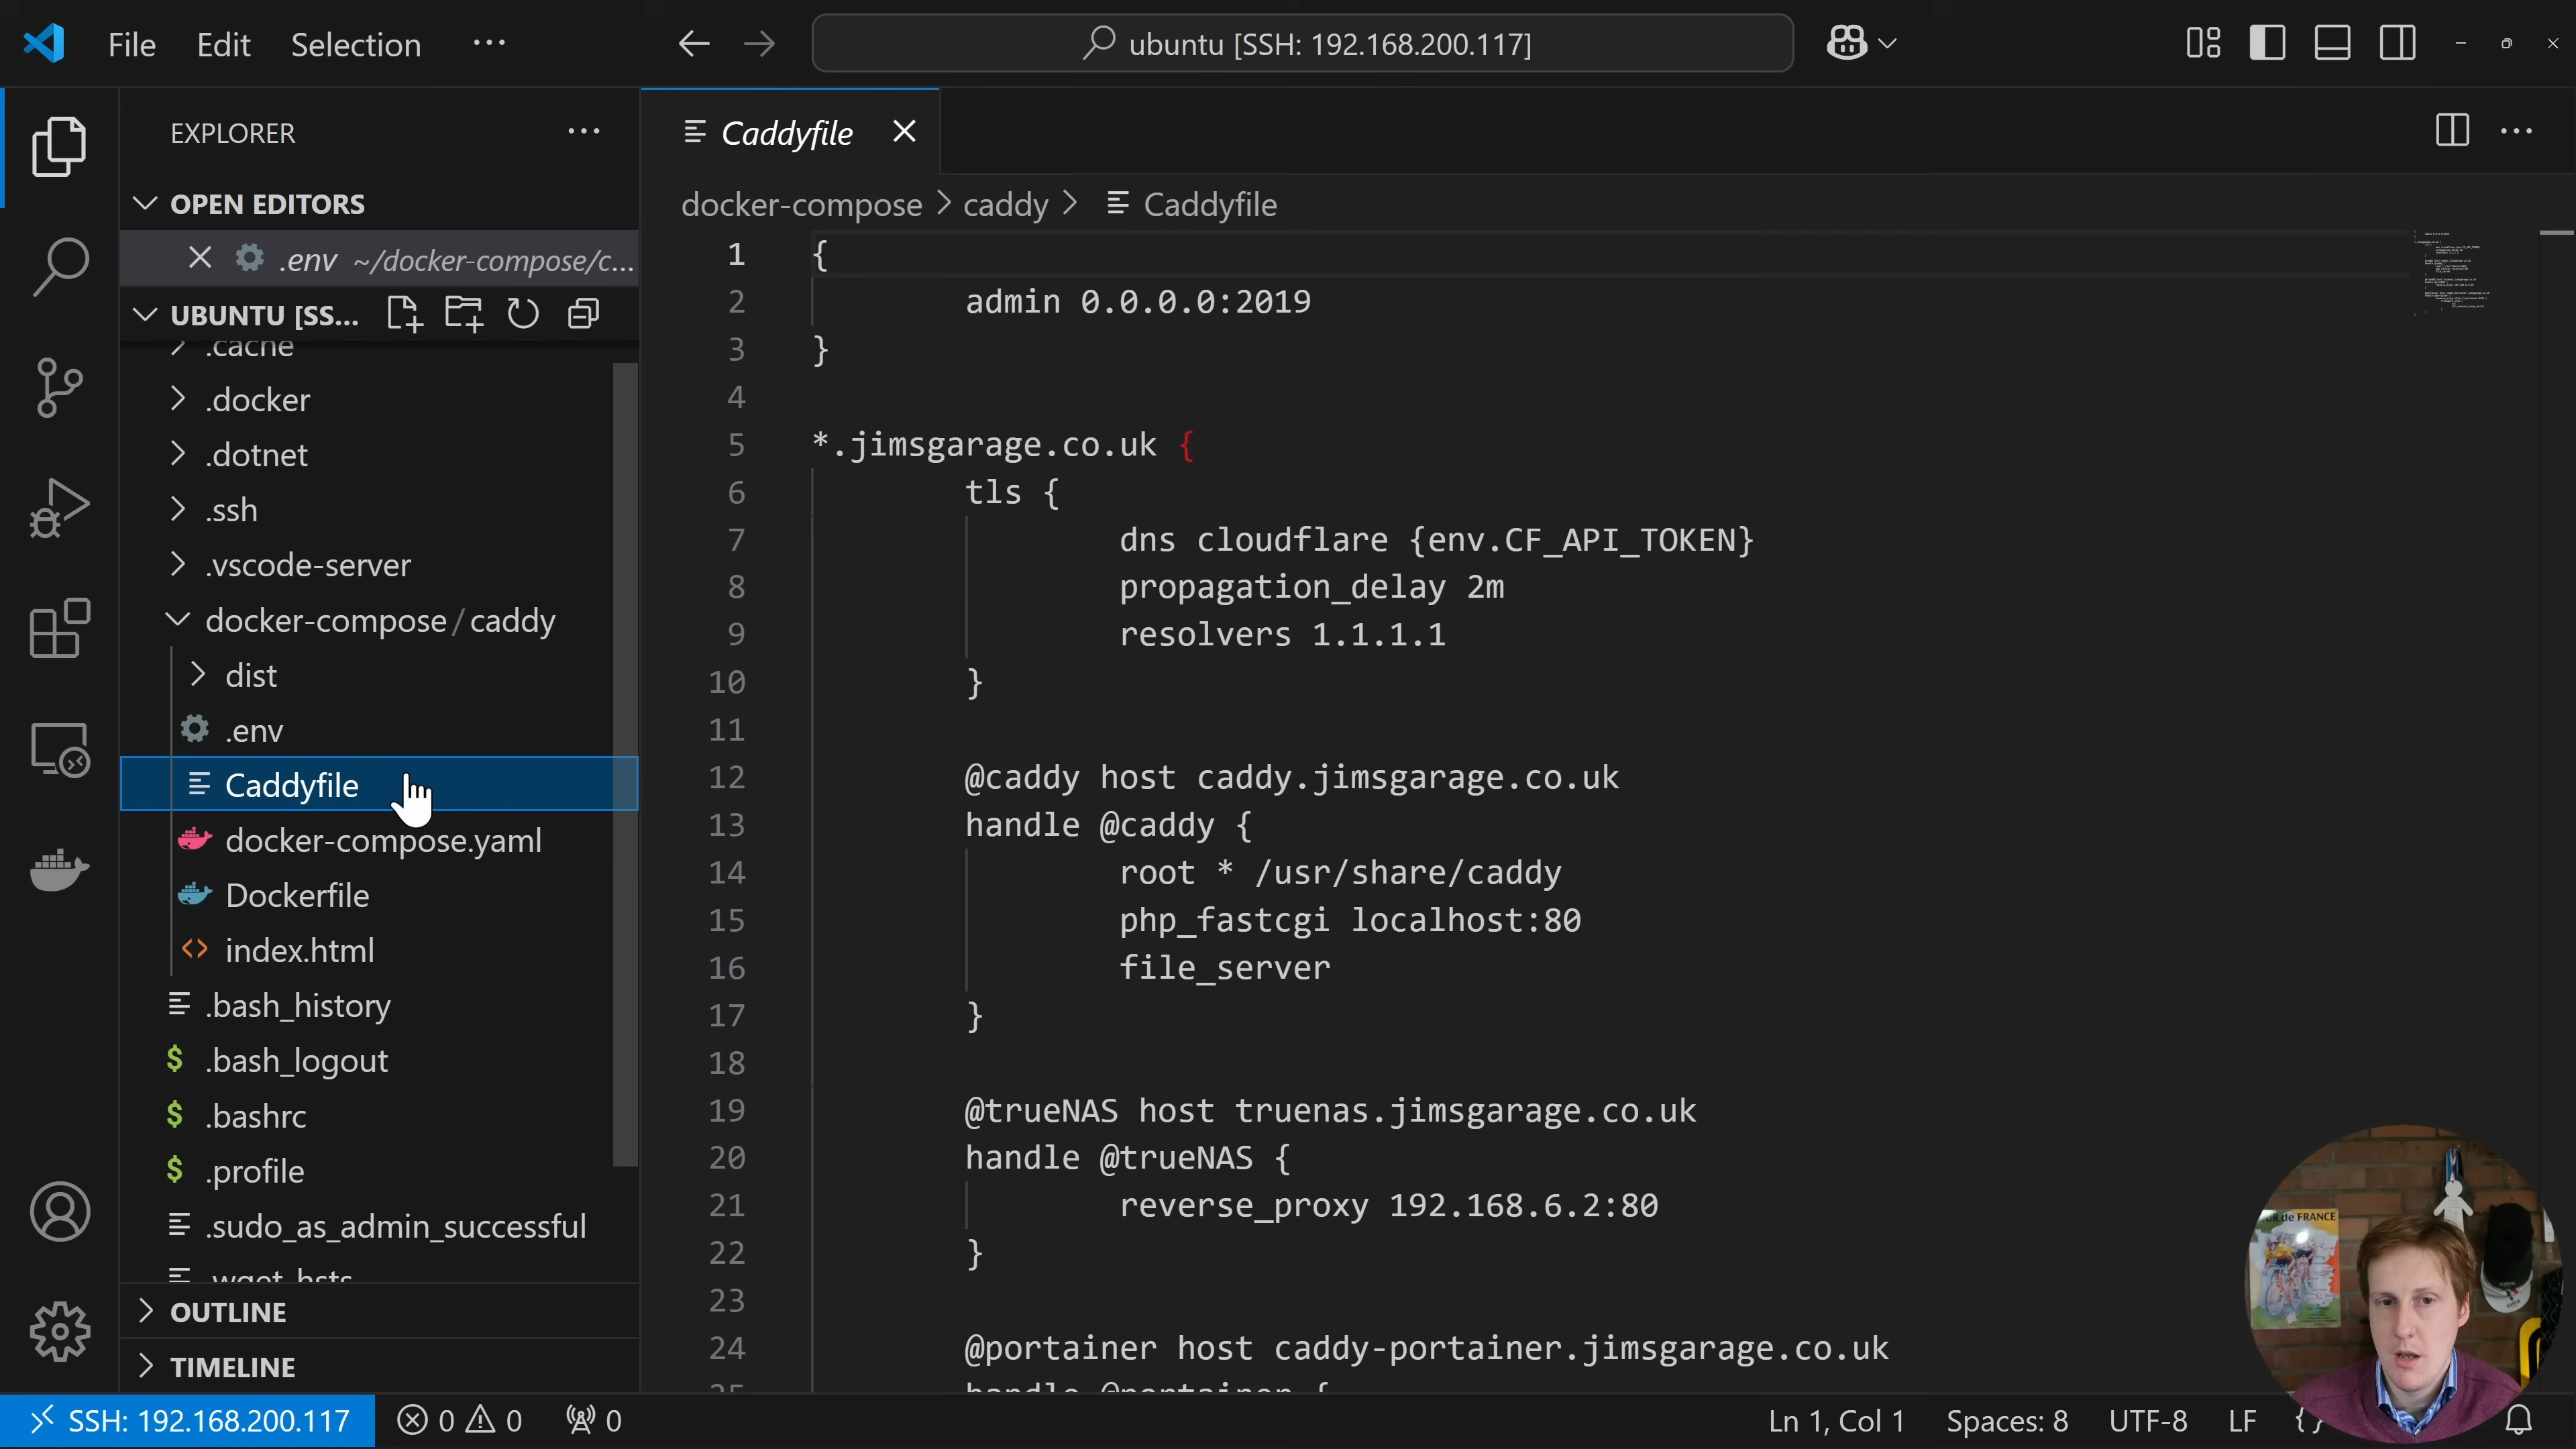 File Edit Selection ···
ubuntu [SSH: 192.168.200.117]
EXPLORER
OPEN EDITORS
.env ~/docker-compose/c...
UBUNTU [SS...
.cache
.docker
.dotnet
.ssh
.vscode-server
docker-compose / caddy
dist
.env
Caddyfile
docker-compose.yaml
Dockerfile
index.html
.bash_history
.bash_logout
.bashrc
.profile
.sudo_as_admin_successful
.wget-hsts
OUTLINE
TIMELINE
Caddyfile
docker-compose > caddy > Caddyfile
1 {
2 admin 0.0.0.0:2019
3 }
4
5 *.jimsgarage.co.uk {
6 tls {
7 dns cloudflare {env.CF_API_TOKEN}
8 propagation_delay 2m
9 resolvers 1.1.1.1
10 }
11
12 @caddy host caddy.jimsgarage.co.uk
13 handle @caddy {
14 root * /usr/share/caddy
15 php_fastcgi localhost:80
16 file_server
17 }
18
19 @trueNAS host truenas.jimsgarage.co.uk
20 handle @trueNAS {
21 reverse_proxy 192.168.6.2:80
22 }
23
24 @portainer host caddy-portainer.jimsgarage.co.uk
25 handle @portainer {
de FRANCE
SSH: 192.168.200.117 0 0 0
Ln 1, Col 1 Spaces: 8 UTF-8 LF {}